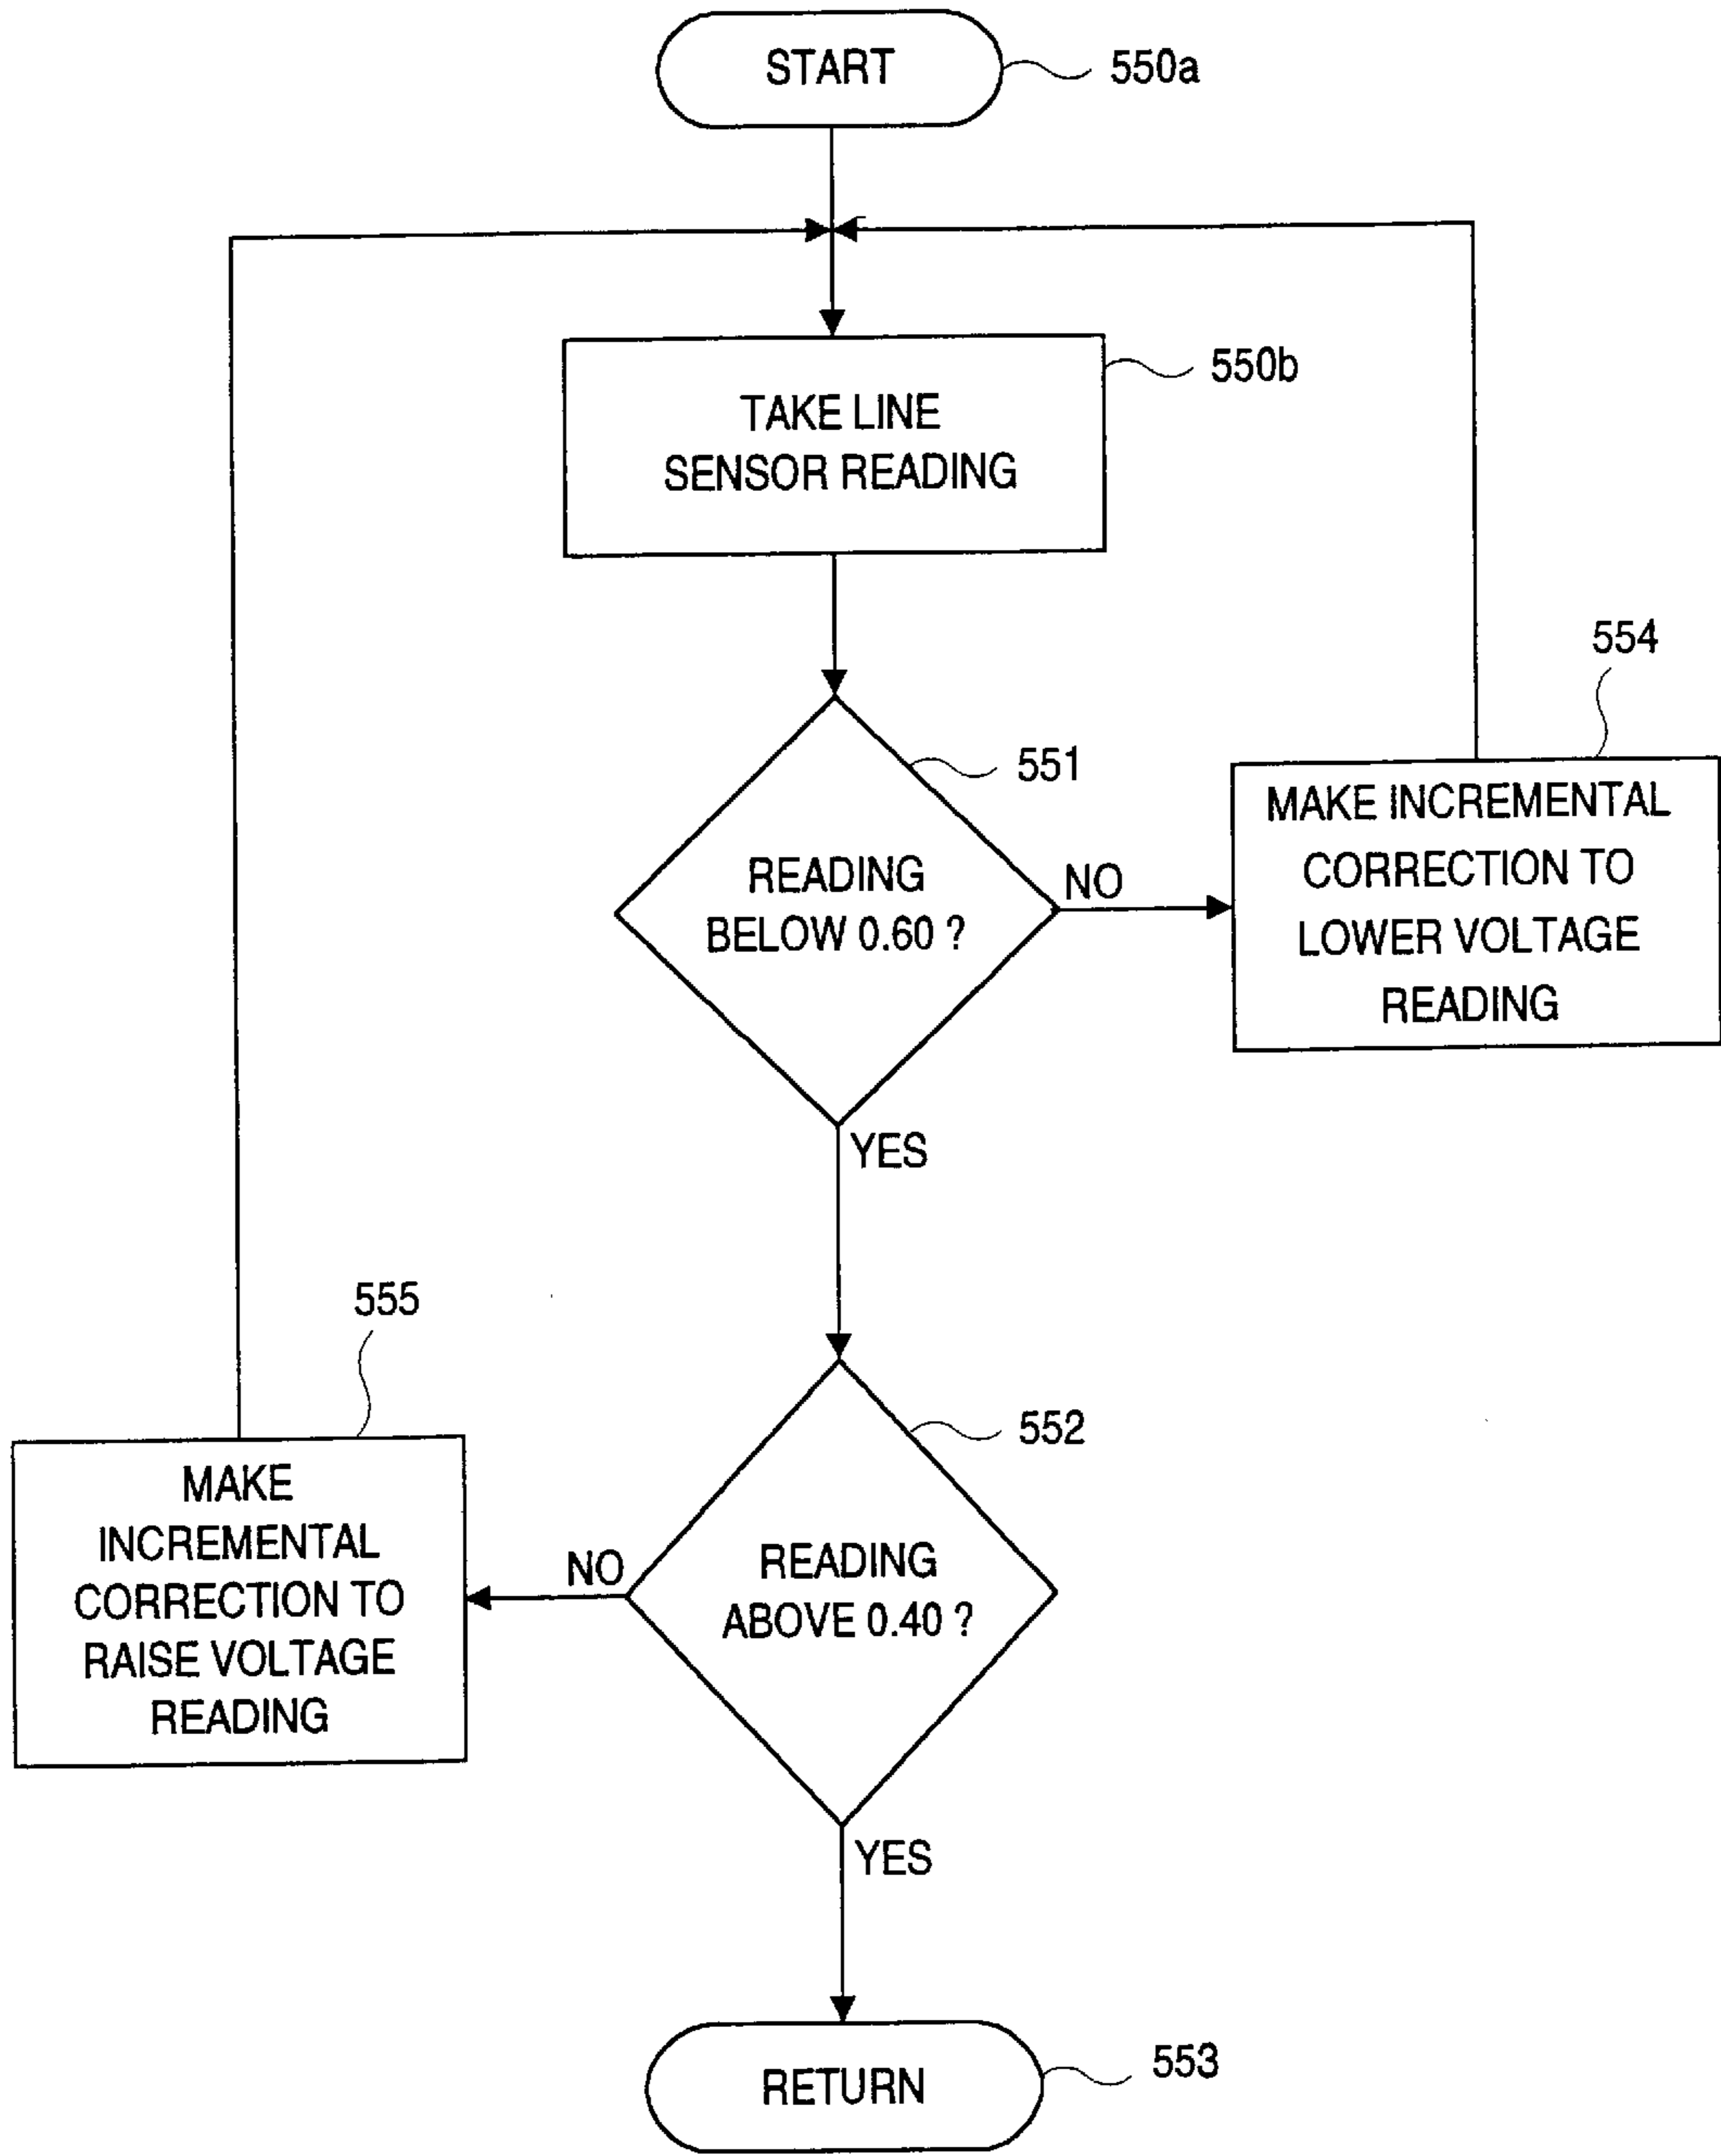 START
550a
550b
TAKE LINE
SENSOR READING
554
551
MAKE INCREMENTAL
CORRECTION TO
LOWER VOLTAGE
READING
READING
BELOW 0.60 ?
NO
YES
555
552
MAKE
INCREMENTAL
CORRECTION TO
RAISE VOLTAGE
READING
NO
READING
ABOVE 0.40 ?
YES
RETURN
553